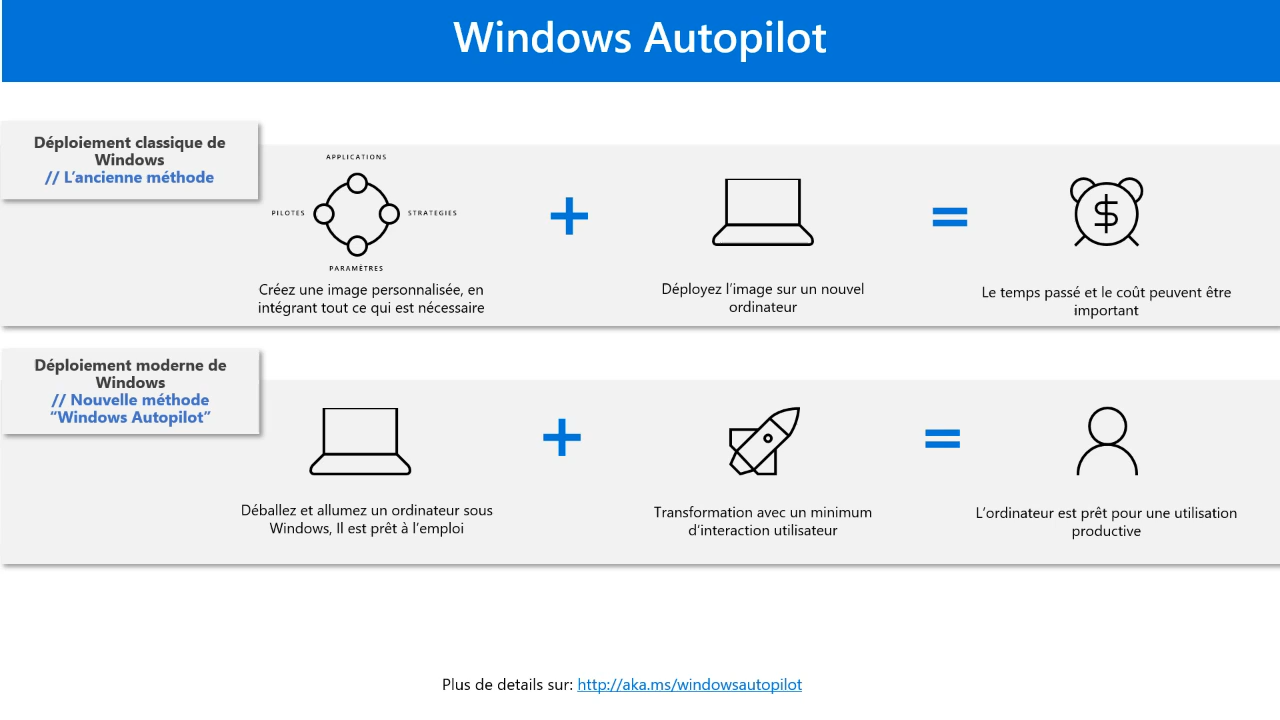 Windows Autopilot
Déploiement classique de
Windows
// L'ancienne méthode
APPLICATIONS
PILOTES
STRATEGIES
PARAMÈTRES
Créez une image personnalisée, en
intégrant tout ce qui est nécessaire
+
Déployez l'image sur un nouvel
ordinateur
=
$
Le temps passé et le coût peuvent être
important
Déploiement moderne de
Windows
// Nouvelle méthode
“Windows Autopilot”
Déballez et allumez un ordinateur sous
Windows, Il est prêt à l'emploi
+
Transformation avec un minimum
d'interaction utilisateur
=
L'ordinateur est prêt pour une utilisation
productive
Plus de details sur: http://aka.ms/windowsautopilot